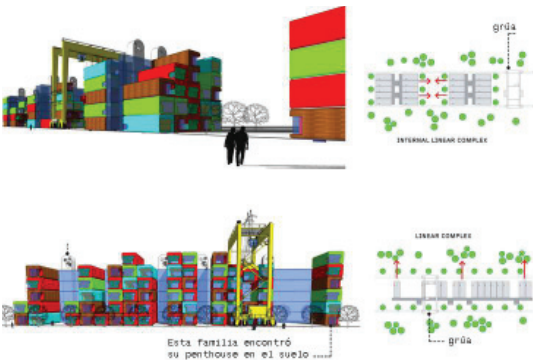 grúa
INTERNAL LINEAR COMPLEX
LINEAR COMPLEX
grúa
Esta familia encontró
su penthouse en el suelo